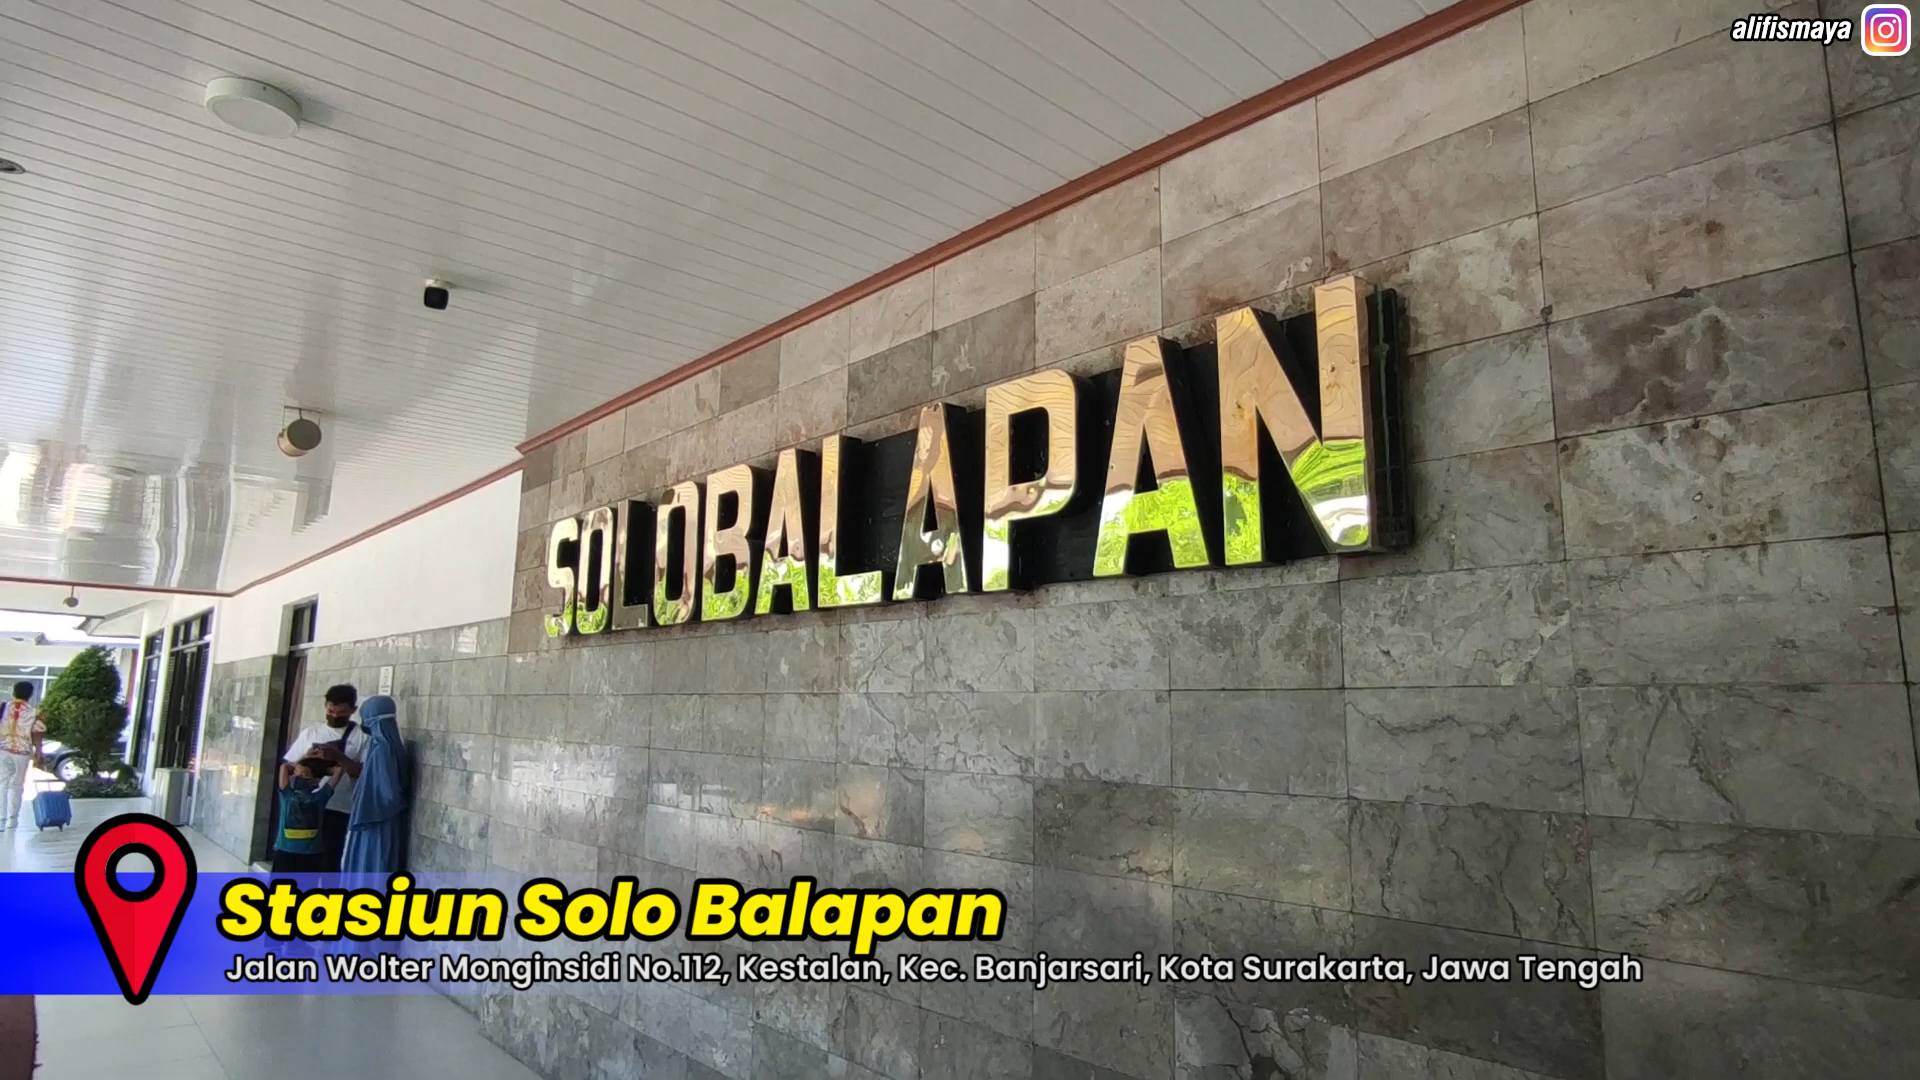 alifismaya
SOLOBALAPAN
Stasiun Solo Balapan
Jalan Wolter Monginsidi No.112, Kestalan, Kec. Banjarsari, Kota Surakarta, Jawa Tengah